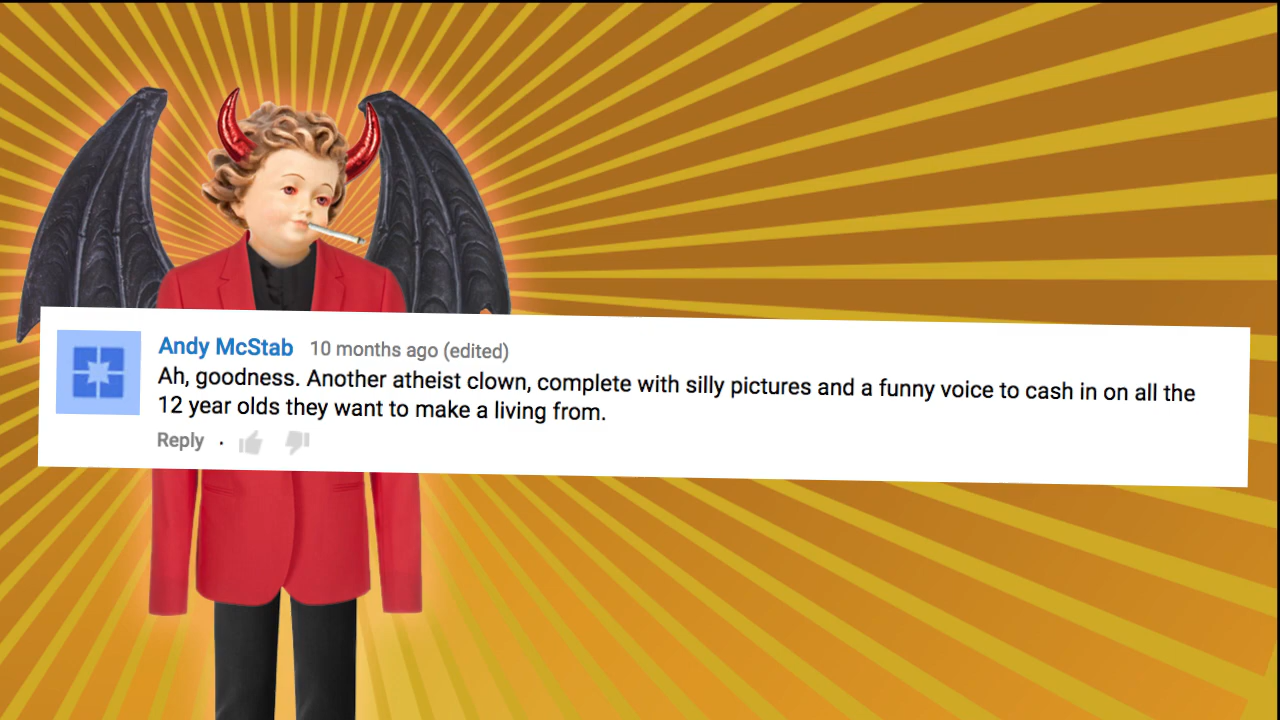 Andy McStab 10 months ago (edited)
Ah, goodness. Another atheist clown, complete with silly pictures and a funny voice to cash in on all the
12 year olds they want to make a living from.
Reply ·